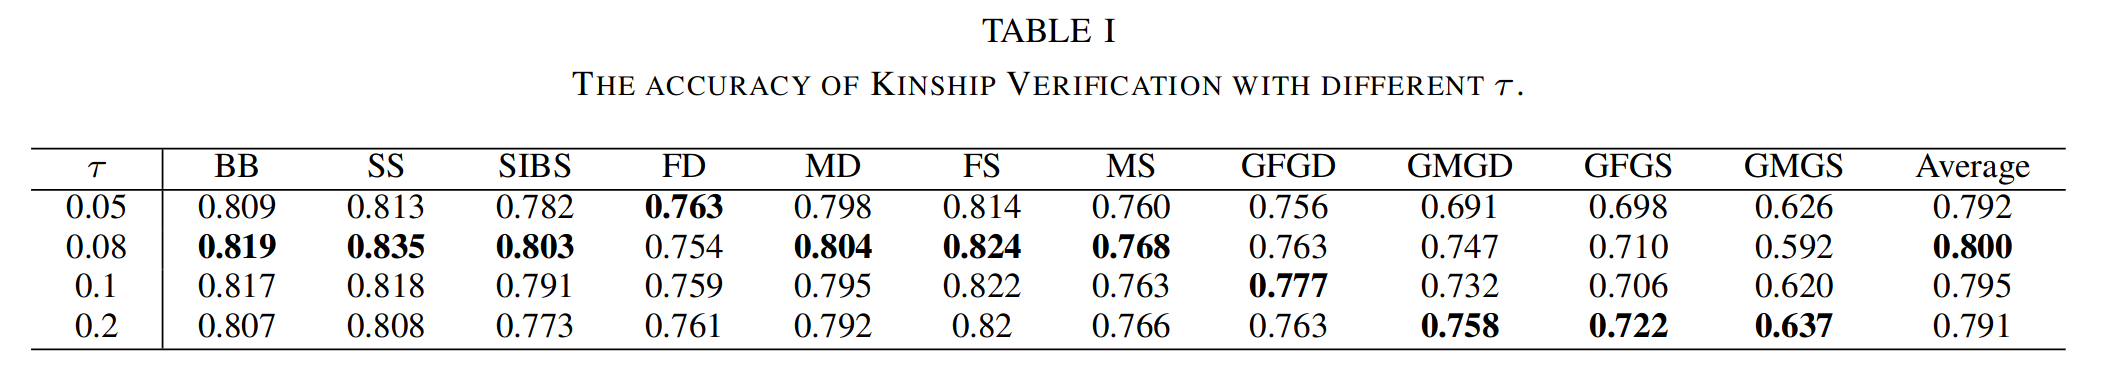 TABLE I
THE ACCURACY OF KINSHIP VERIFICATION WITH DIFFERENT τ.
τ BB SS SIBS FD MD FS MS GFGD GMGD GFGS GMGS Average
0.05 0.809 0.813 0.782 0.763 0.798 0.814 0.760 0.756 0.691 0.698 0.626 0.792
0.08 0.819 0.835 0.803 0.754 0.804 0.824 0.768 0.763 0.747 0.710 0.592 0.800
0.1 0.817 0.818 0.791 0.759 0.795 0.822 0.763 0.777 0.732 0.706 0.620 0.795
0.2 0.807 0.808 0.773 0.761 0.792 0.82 0.766 0.763 0.758 0.722 0.637 0.791